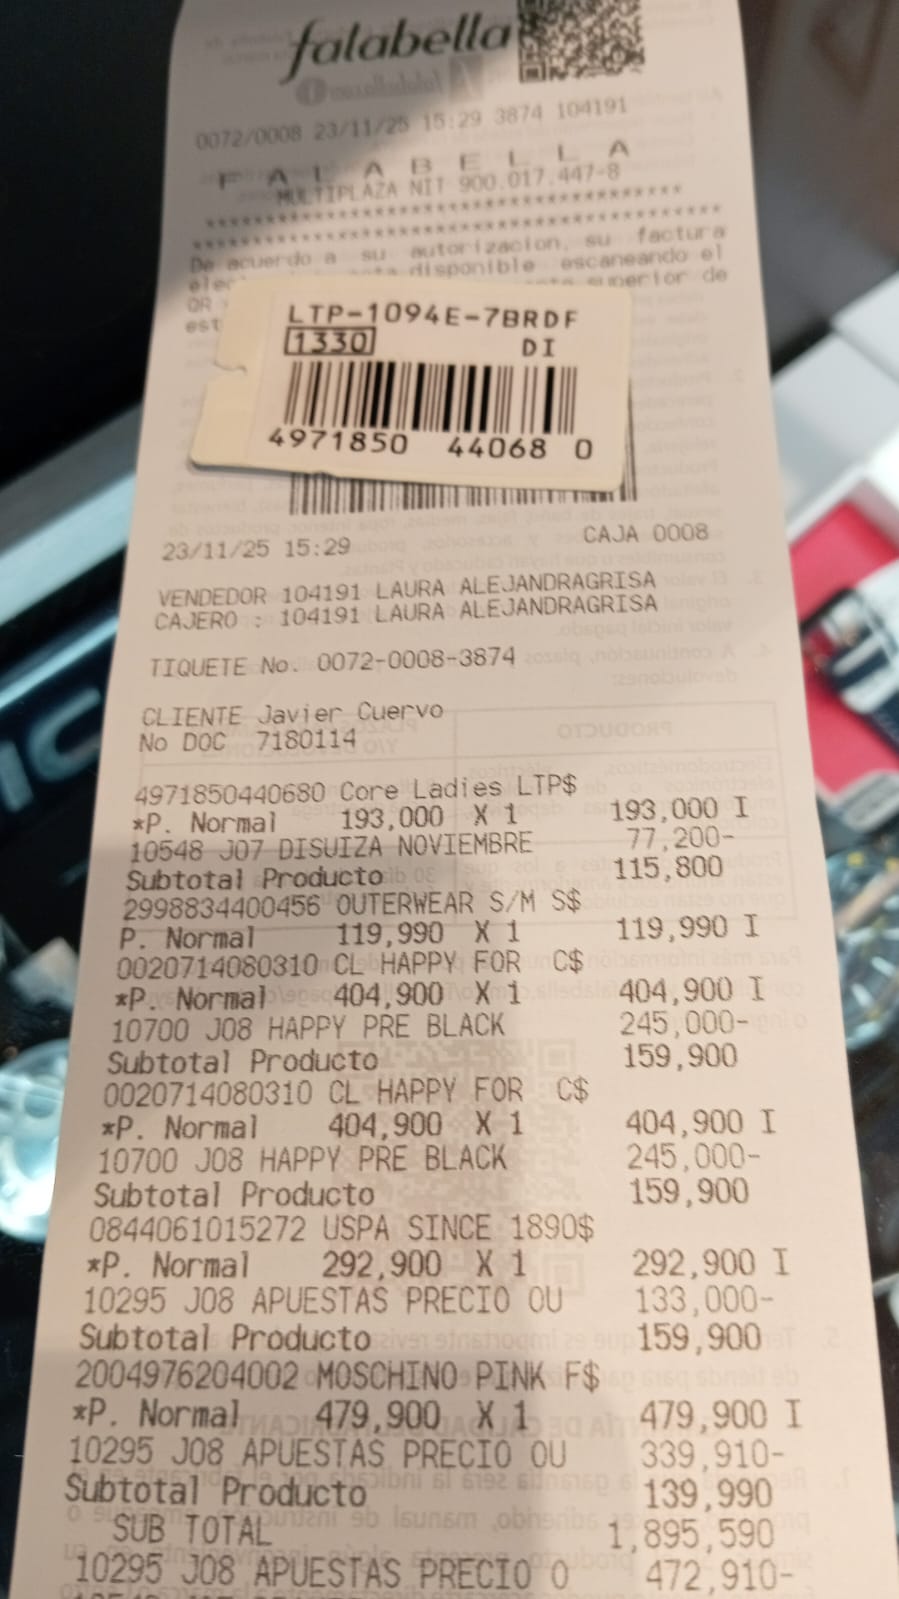 falabella
0072/0008 23/11/25 15:29 3874 104191
F A L A B E L L A
MULTIPLAZA NIT 900.017.447-8
****************************************
****************************************
De acuerdo a su autorizacion, su factura
elec disponible escaneando el
QR superior de
est
LTP-1094E-7BRDF
1330 DI
4971850 44068 0
23/11/25 15:29 CAJA 0008
VENDEDOR 104191 LAURA ALEJANDRAGRISA
CAJERO : 104191 LAURA ALEJANDRAGRISA
TIQUETE No. 0072-0008-3874
CLIENTE Javier Cuervo
No DOC 7180114
4971850440680 Core Ladies LTP$
*P. Normal 193,000 X 1 193,000 I
10548 J07 DISUIZA NOVIEMBRE 77,200-
Subtotal Producto 115,800
2998834400456 OUTERWEAR S/M S$
P. Normal 119,990 X 1 119,990 I
0020714080310 CL HAPPY FOR C$
*P. Normal 404,900 X 1 404,900 I
10700 J08 HAPPY PRE BLACK 245,000-
Subtotal Producto 159,900
0020714080310 CL HAPPY FOR C$
*P. Normal 404,900 X 1 404,900 I
10700 J08 HAPPY PRE BLACK 245,000-
Subtotal Producto 159,900
0844061015272 USPA SINCE 1890$
*P. Normal 292,900 X 1 292,900 I
10295 J08 APUESTAS PRECIO OU 133,000-
Subtotal Producto 159,900
2004976204002 MOSCHINO PINK F$
*P. Normal 479,900 X 1 479,900 I
10295 J08 APUESTAS PRECIO OU 339,910-
Subtotal Producto 139,990
SUB TOTAL 1,895,590
10295 J08 APUESTAS PRECIO O 472,910-